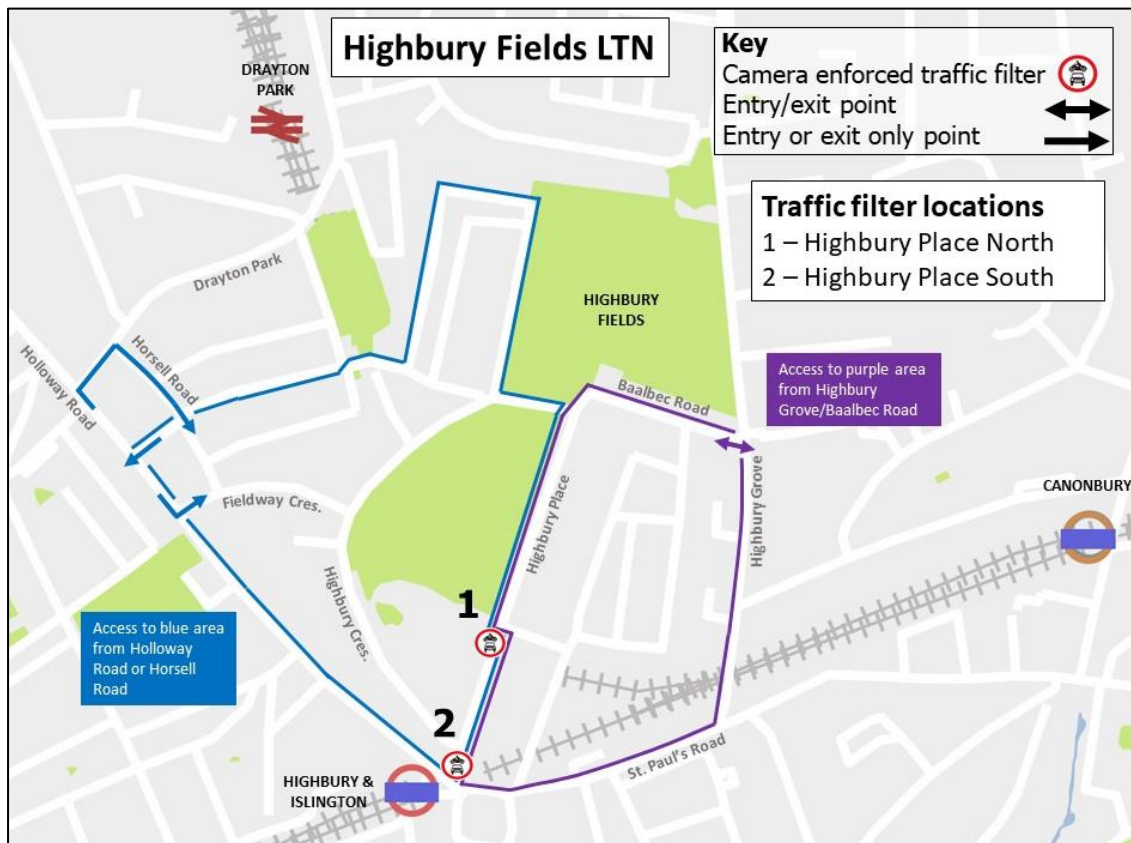 Highbury Fields LTN
Key
Camera enforced traffic filter
Entry/exit point
Entry or exit only point
DRAYTON
PARK
Traffic filter locations
1 – Highbury Place North
2 – Highbury Place South
Drayton Park
HIGHBURY
FIELDS
Holloway Road
Horsell Road
Baalbec Road
Access to purple area
from Highbury
Grove/Baalbec Road
Fieldway Cres.
Highbury Place
Highbury Grove
CANONBURY
Highbury Cres.
1
Access to blue area
from Holloway
Road or Horsell
Road
2
St. Paul's Road
HIGHBURY &
ISLINGTON